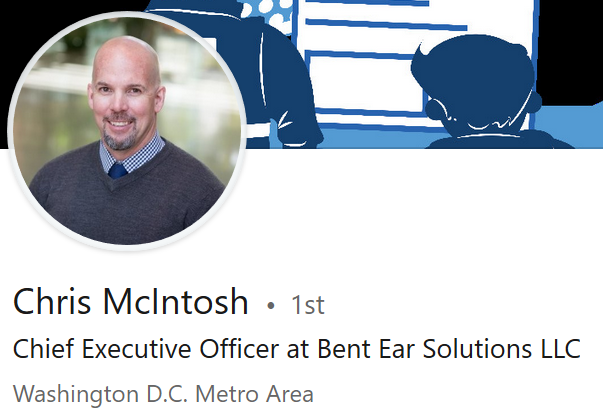 Chris McIntosh • 1st
Chief Executive Officer at Bent Ear Solutions LLC
Washington D.C. Metro Area